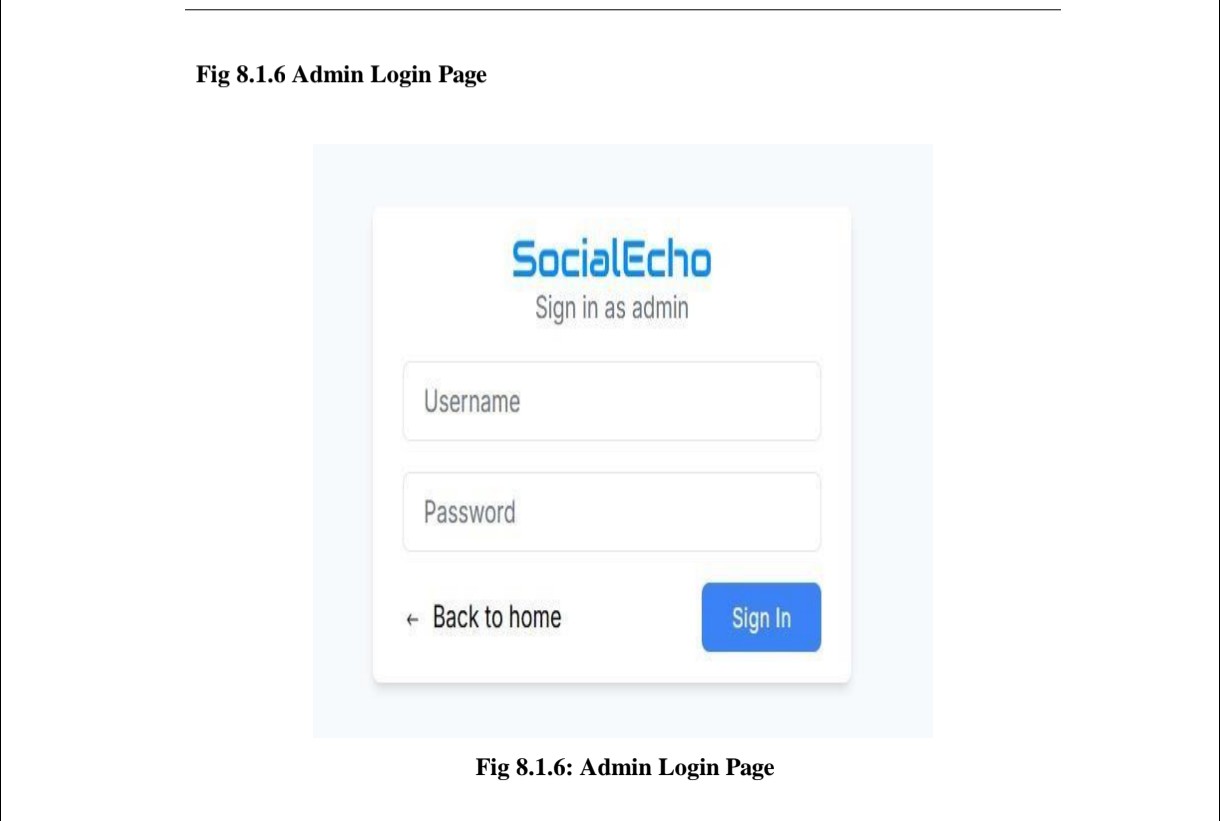 Fig 8.1.6 Admin Login Page
SocialEcho
Sign in as admin
Username
Password
← Back to home
Sign In
Fig 8.1.6: Admin Login Page